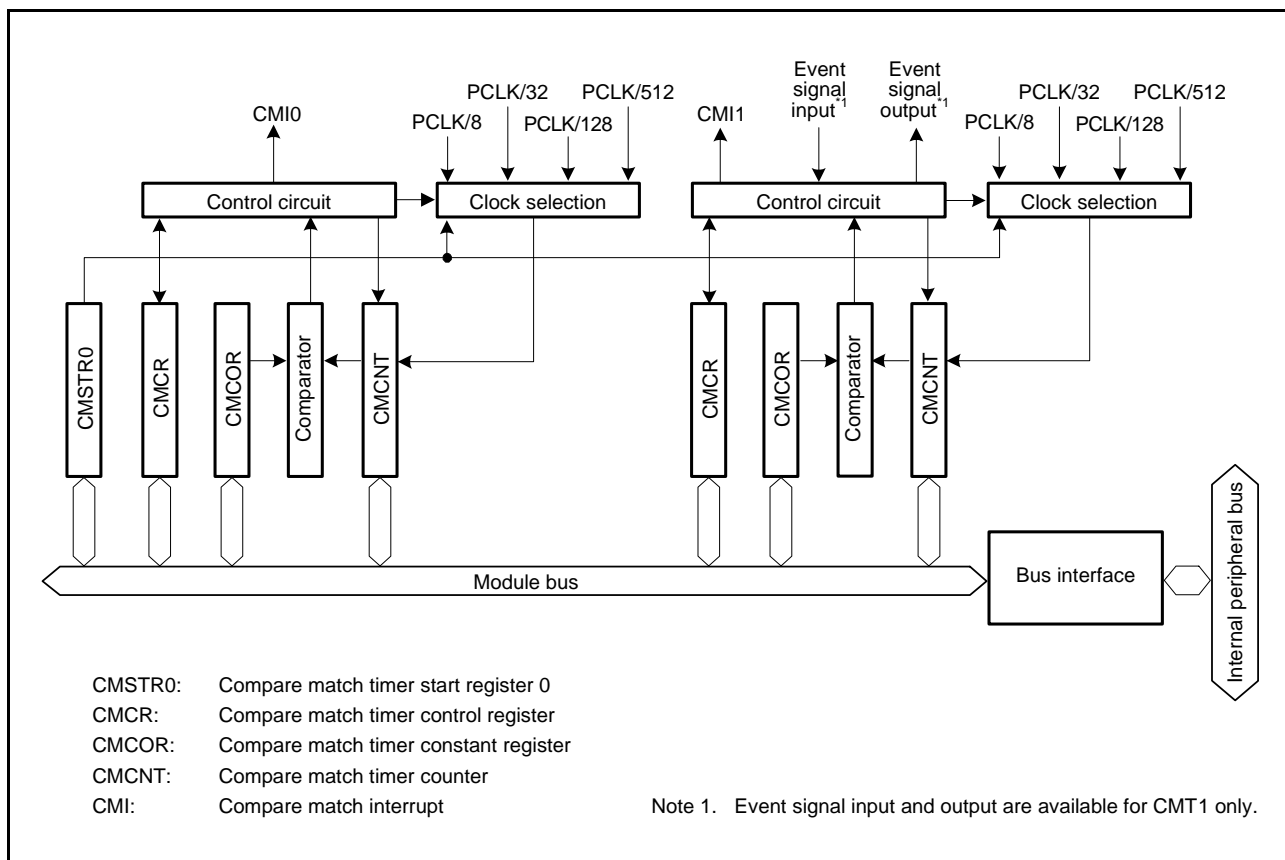 CMI0
PCLK/8
PCLK/32
PCLK/128
PCLK/512
CMI1
Event
signal
input*1
Event
signal
output*1
PCLK/8
PCLK/32
PCLK/128
PCLK/512
Control circuit
Clock selection
Control circuit
Clock selection
CMSTR0
CMCR
CMCOR
Comparator
CMCNT
CMCR
CMCOR
Comparator
CMCNT
Module bus
Bus interface
Internal peripheral bus
CMSTR0: Compare match timer start register 0
CMCR: Compare match timer control register
CMCOR: Compare match timer constant register
CMCNT: Compare match timer counter
CMI: Compare match interrupt
Note 1. Event signal input and output are available for CMT1 only.